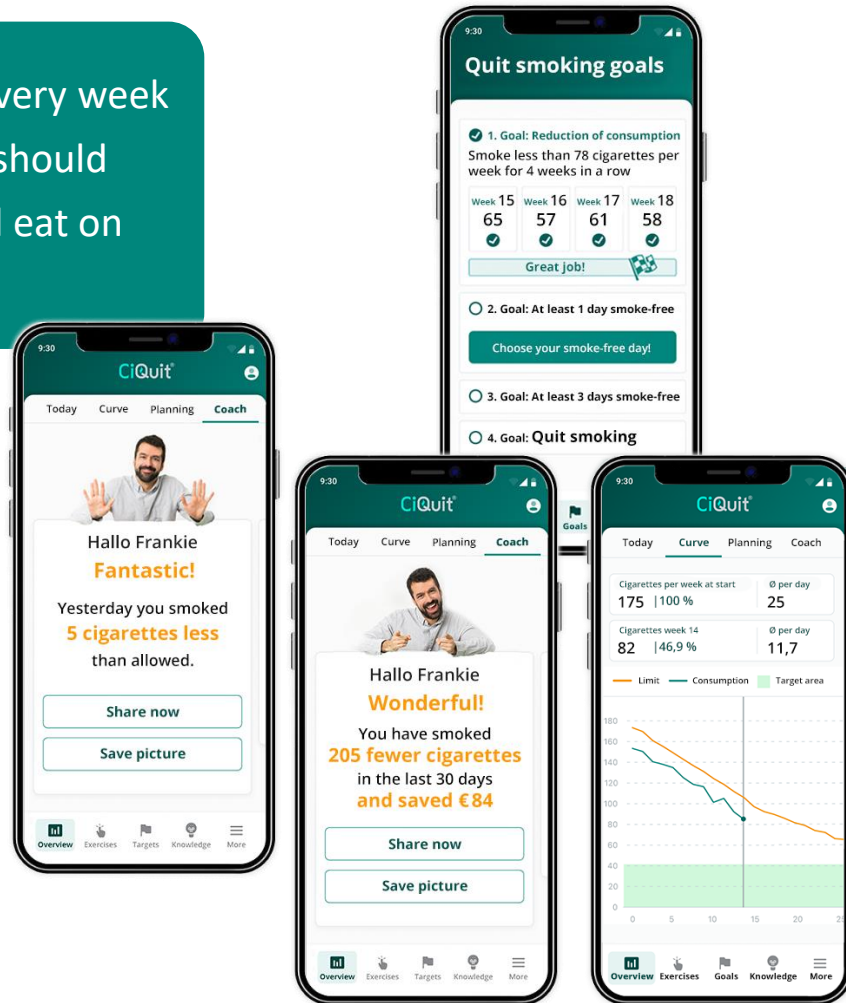 very week
should
eat on
9:30
Quit smoking goals
1. Goal: Reduction of consumption
Smoke less than 78 cigarettes per
week for 4 weeks in a row
Week 15 Week 16 Week 17 Week 18
65 57 61 58
Great job!
2. Goal: At least 1 day smoke-free
Choose your smoke-free day!
3. Goal: At least 3 days smoke-free
4. Goal: Quit smoking
Goals
9:30
CiQuit®
Today Curve Planning Coach
Hallo Frankie
Fantastic!
Yesterday you smoked
5 cigarettes less
than allowed.
Share now
Save picture
Overview Exercises Targets Knowledge More
9:30
CiQuit®
Today Curve Planning Coach
Hallo Frankie
Wonderful!
You have smoked
205 fewer cigarettes
in the last 30 days
and saved €84
Share now
Save picture
Overview Exercises Targets Knowledge More
9:30
CiQuit®
Today Curve Planning Coach
Cigarettes per week at start Ø per day
175 | 100 % 25
Cigarettes week 14 Ø per day
82 | 46,9 % 11,7
Limit Consumption Target area
180
160
140
120
100
80
60
40
20
0
0 5 10 15 20 25
Overview Exercises Goals Knowledge More